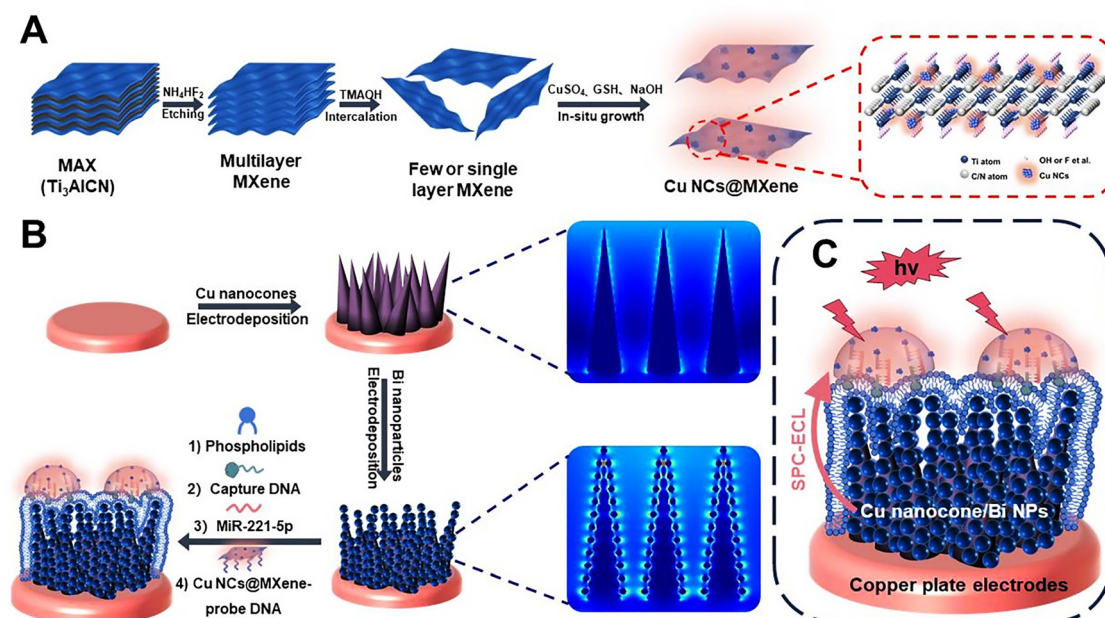 A
NH4HF2
Etching
TMAOH
Intercalation
CuSO4、GSH、NaOH
In-situ growth
MAX
(Ti3AlCN)
Multilayer
MXene
Few or single
layer MXene
Cu NCs@MXene
Ti atom
C/N atom
OH or F et al.
Cu NCs
B
Cu nanocones
Electrodeposition
Bi nanoparticles
Electrodeposition
1) Phospholipids
2) Capture DNA
3) MiR-221-5p
4) Cu NCs@MXene-
probe DNA
C
hv
SPC-ECL
Cu nanocone/Bi NPs
Copper plate electrodes